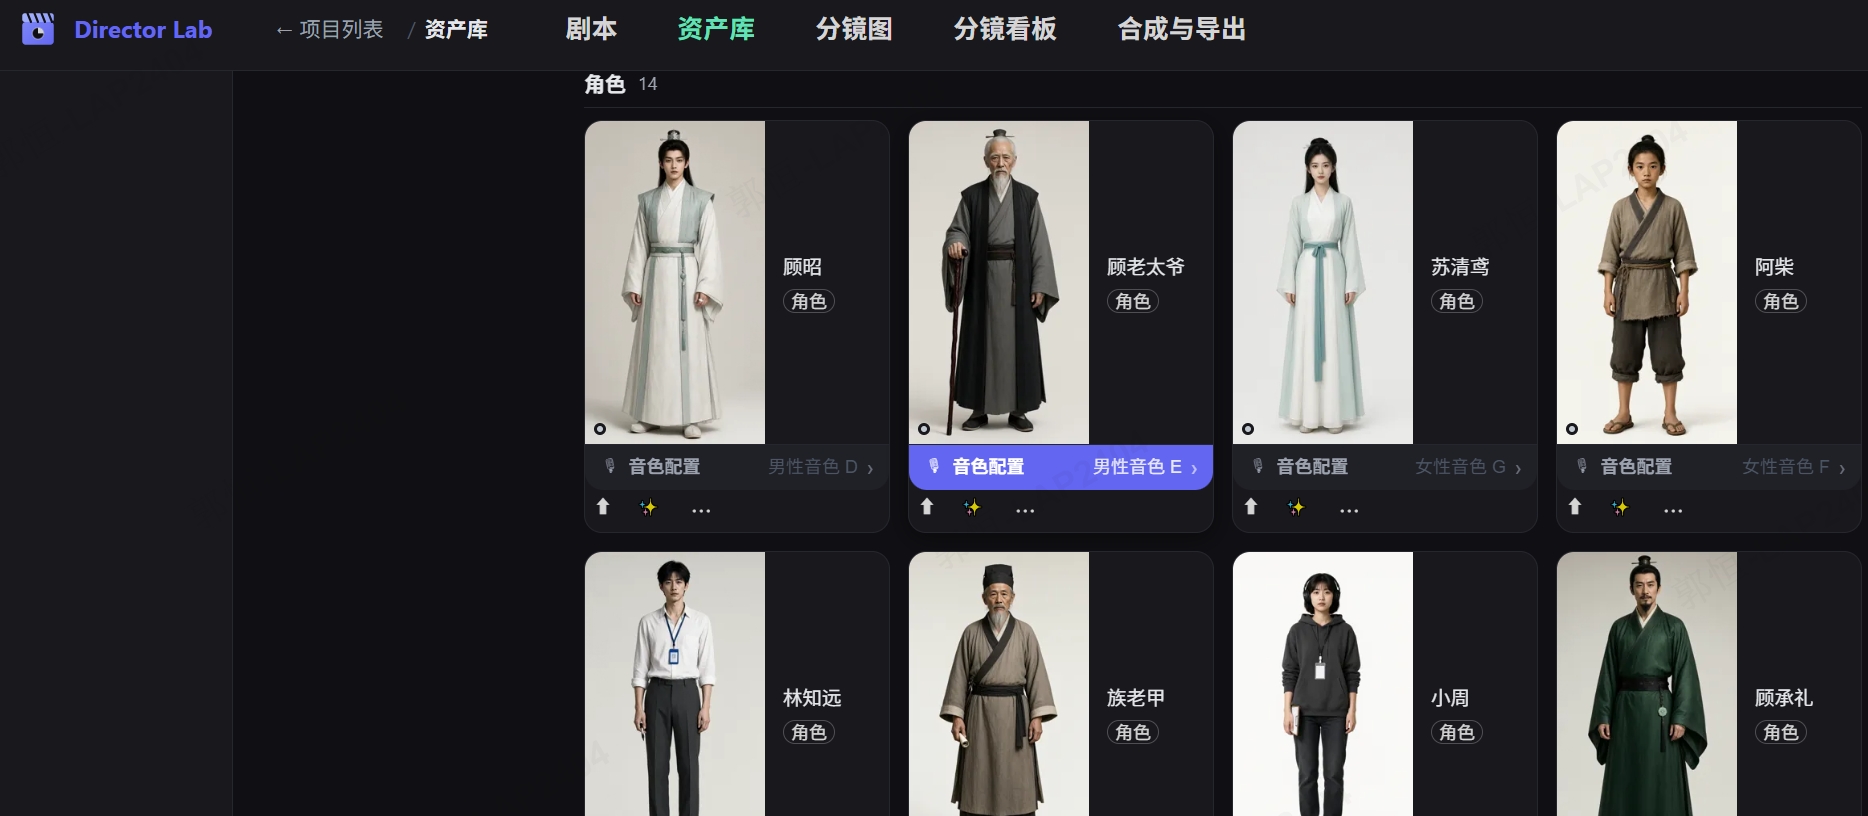 Director Lab
← 项目列表 / 资产库
剧本
资产库
分镜图
分镜看板
合成与导出
角色 14
顾昭
角色
音色配置 男性音色 D ›
...
顾老太爷
角色
音色配置 男性音色 E ›
...
苏清鸢
角色
音色配置 女性音色 G ›
...
阿柴
角色
音色配置 女性音色 F ›
...
林知远
角色
族老甲
角色
小周
角色
顾承礼
角色